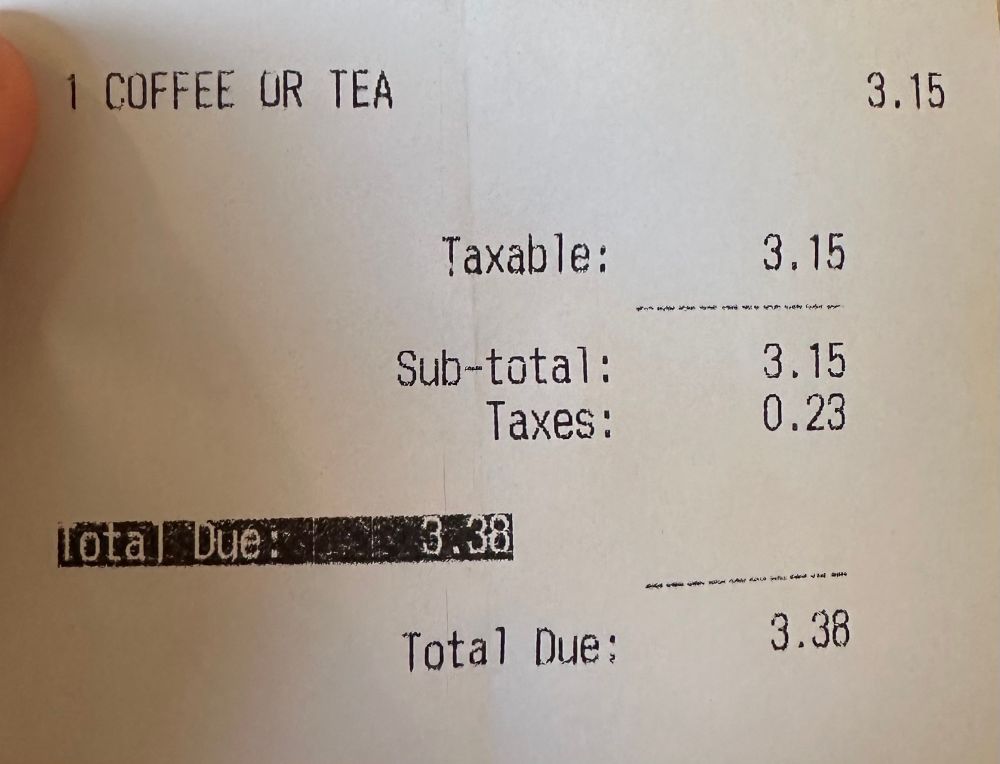 1 COFFEE OR TEA 3.15
Taxable: 3.15
Sub-total: 3.15
Taxes: 0.23
Total Due: 3.38
Total Due: 3.38